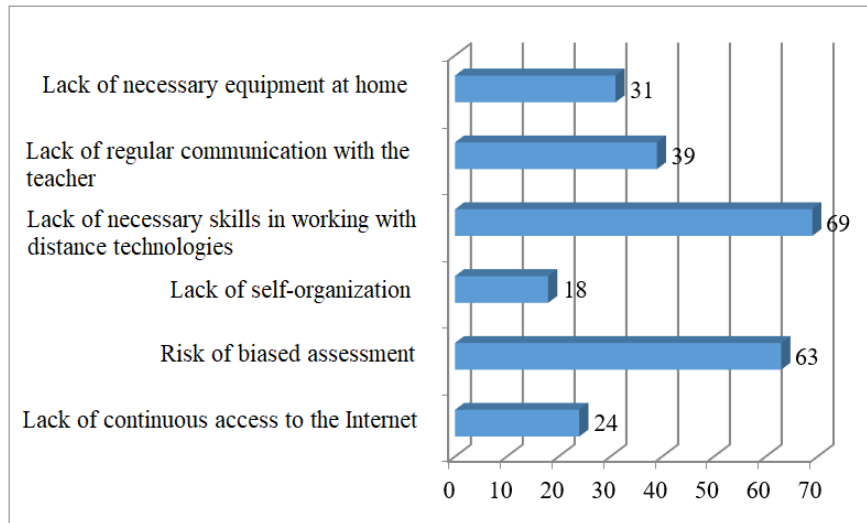 Lack of necessary equipment at home
31
Lack of regular communication with the
teacher
39
Lack of necessary skills in working with
distance technologies
69
Lack of self-organization
18
Risk of biased assessment
63
Lack of continuous access to the Internet
24
0 10 20 30 40 50 60 70